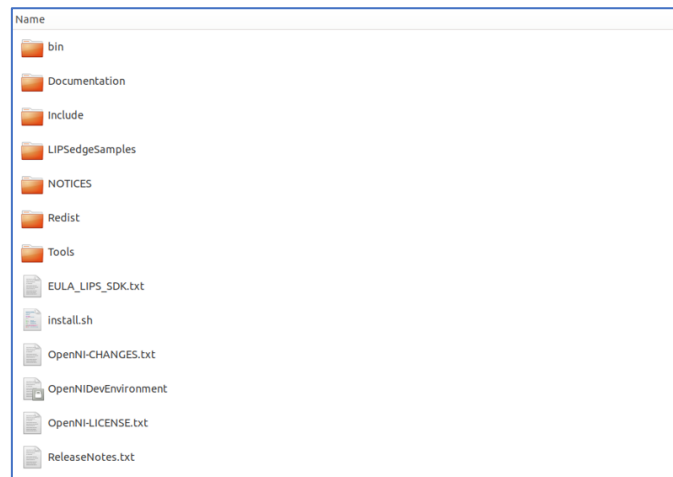 Name
bin
Documentation
Include
LIPSedgeSamples
NOTICES
Redist
Tools
EULA_LIPS_SDK.txt
install.sh
OpenNI-CHANGES.txt
OpenNIDevEnvironment
OpenNI-LICENSE.txt
ReleaseNotes.txt